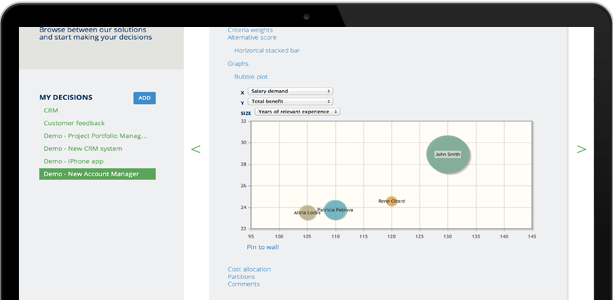 Browse between our solutions
and start making your decisions
MY DECISIONS
ADD
CRM
Customer feedback
Demo - Project Portfolio Manag...
Demo - New CRM system
Demo - iPhone app
Demo - New Account Manager
<
Criteria weights
Alternative score
Horizontal stacked bar
Graphs
Bubble plot
X Salary demand
Y Total benefit
SIZE Years of relevant experience
32
30
28
26
24
22
John Smith
Rene Girard
Patricia Petrova
Alicia
95 100 105 110 115 120 125 130 135 140 145
Pin to wall
Cost allocation
Partitions
Comments
>